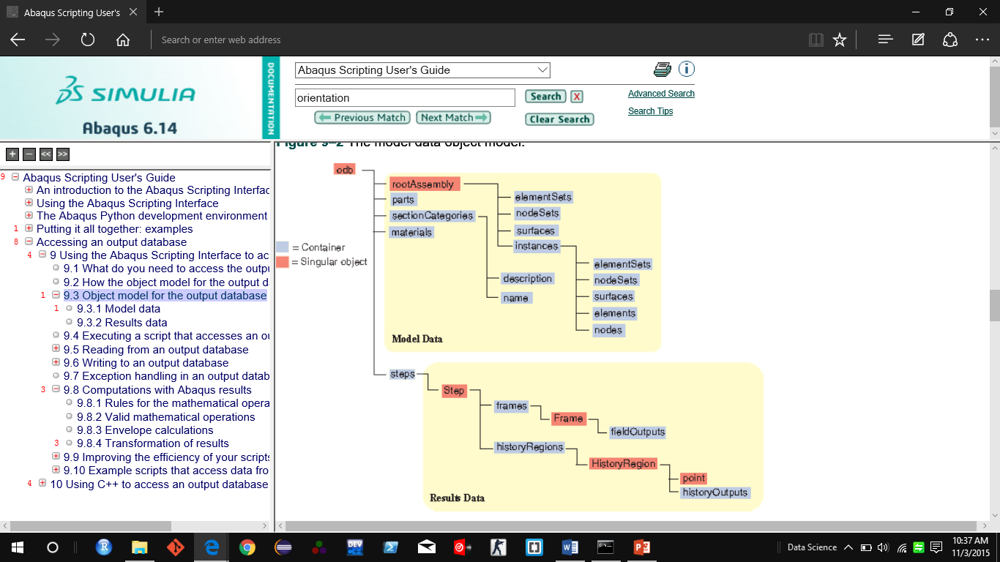 Abaqus Scripting User's
Search or enter web address
SIMULIA
Abaqus 6.14
DOCUMENTATION
Abaqus Scripting User's Guide
orientation
Search
X
Previous Match
Next Match
Clear Search
Advanced Search
Search Tips
+ − << >>
9 Abaqus Scripting User's Guide
An introduction to the Abaqus Scripting Interfac
Using the Abaqus Scripting Interface
The Abaqus Python development environment
1 Putting it all together: examples
8 Accessing an output database
4 9 Using the Abaqus Scripting Interface to ac
9.1 What do you need to access the outpu
9.2 How the object model for the output d
1 9.3 Object model for the output database
1 9.3.1 Model data
9.3.2 Results data
9.4 Executing a script that accesses an ou
9.5 Reading from an output database
9.6 Writing to an output database
9.7 Exception handling in an output datab
3 9.8 Computations with Abaqus results
9.8.1 Rules for the mathematical opera
9.8.2 Valid mathematical operations
9.8.3 Envelope calculations
3 9.8.4 Transformation of results
9.9 Improving the efficiency of your scripts
9.10 Example scripts that access data fro
4 10 Using C++ to access an output database
Figure 9–2 The model data object model.
odb
rootAssembly
parts
sectionCategories
materials
elementSets
nodeSets
surfaces
instances
= Container
= Singular object
description
name
elementSets
nodeSets
surfaces
elements
nodes
Model Data
steps
Step
frames
Frame
fieldOutputs
historyRegions
HistoryRegion
point
historyOutputs
Results Data
R
DEV
W
P
Data Science
10:37 AM
11/3/2015